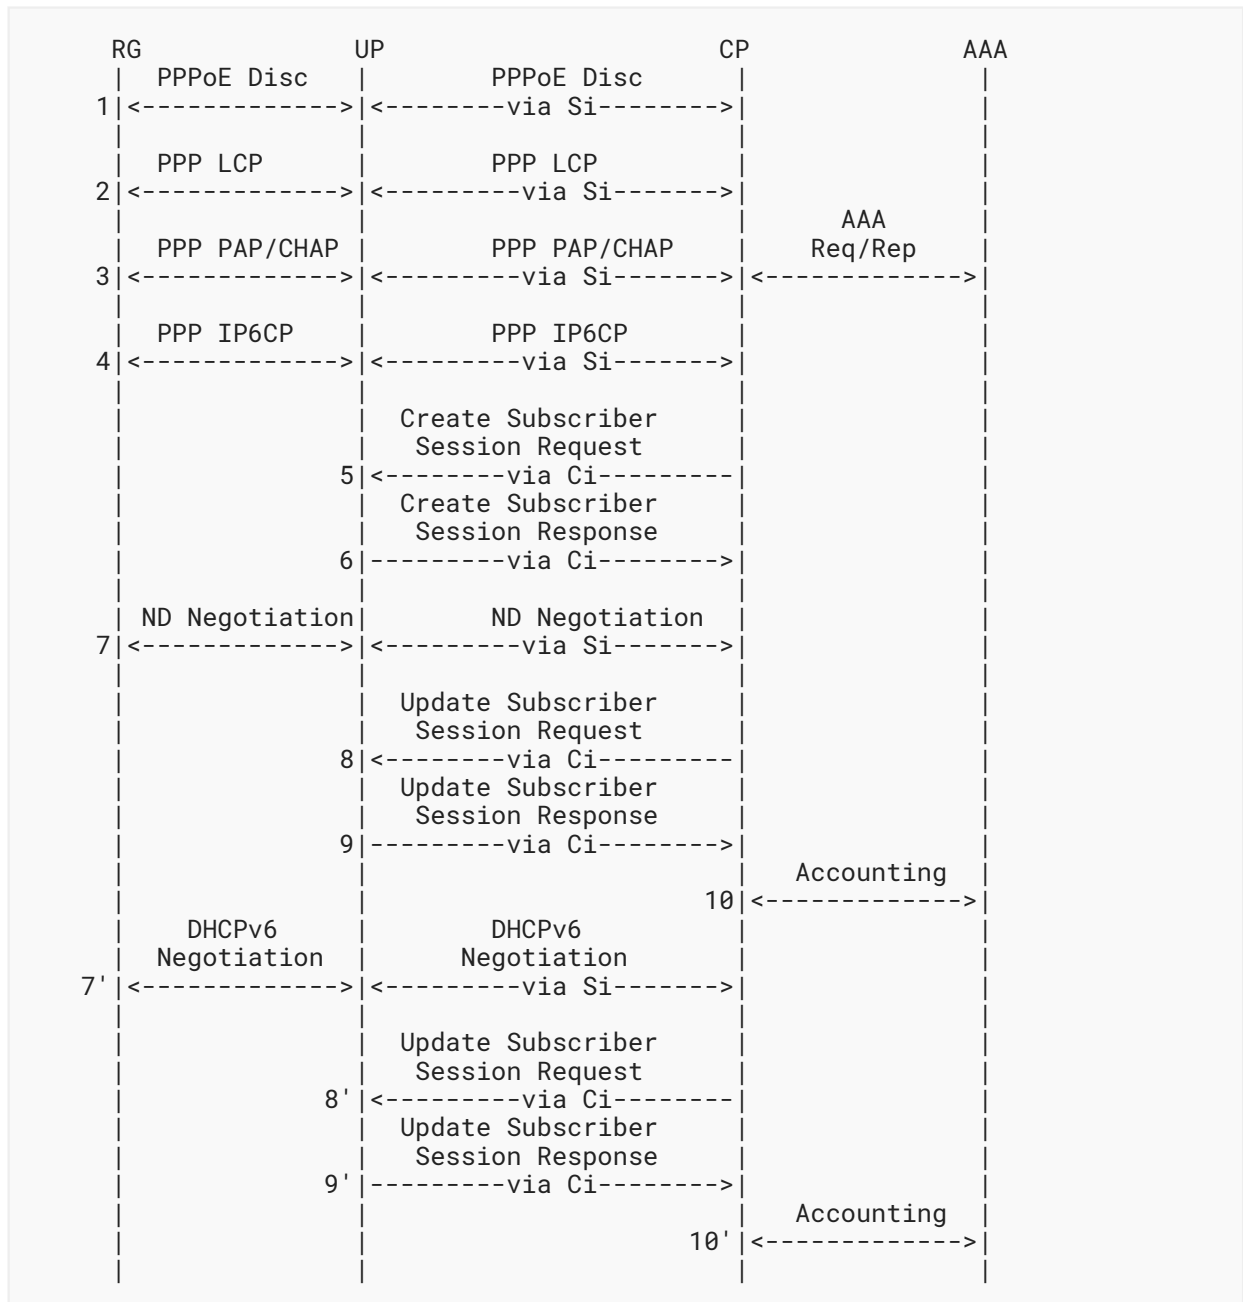 RG                UP                       CP              AAA
|  PPPoE Disc   |        PPPoE Disc      |               |
1|<------------->|<--------via Si-------->|               |
|               |                        |               |
|  PPP LCP      |        PPP LCP         |               |
2|<------------->|<---------via Si------->|               |
|               |                        |      AAA      |
|  PPP PAP/CHAP |        PPP PAP/CHAP    |    Req/Rep    |
3|<------------->|<---------via Si------->|<------------->|
|               |                        |               |
|  PPP IP6CP    |        PPP IP6CP       |               |
4|<------------->|<---------via Si------->|               |
|               |                        |               |
|               |  Create Subscriber     |               |
|               |   Session Request      |               |
|              5|<--------via Ci---------|               |
|               |  Create Subscriber     |               |
|               |   Session Response     |               |
|              6|---------via Ci-------->|               |
|               |                        |               |
| ND Negotiation|        ND Negotiation  |               |
7|<------------->|<---------via Si------->|               |
|               |                        |               |
|               |  Update Subscriber     |               |
|               |   Session Request      |               |
|              8|<--------via Ci---------|               |
|               |  Update Subscriber     |               |
|               |   Session Response     |               |
|              9|---------via Ci-------->|               |
|               |                        |   Accounting  |
|               |                      10|<------------->|
|    DHCPv6     |        DHCPv6          |               |
|  Negotiation  |      Negotiation       |               |
7'|<------------->|<---------via Si------->|               |
|               |                        |               |
|               |  Update Subscriber     |               |
|               |   Session Request      |               |
|             8'|<---------via Ci--------|               |
|               |  Update Subscriber     |               |
|               |   Session Response     |               |
|             9'|---------via Ci-------->|               |
|               |                        |   Accounting  |
|               |                     10'|<------------->|
|               |                        |               |